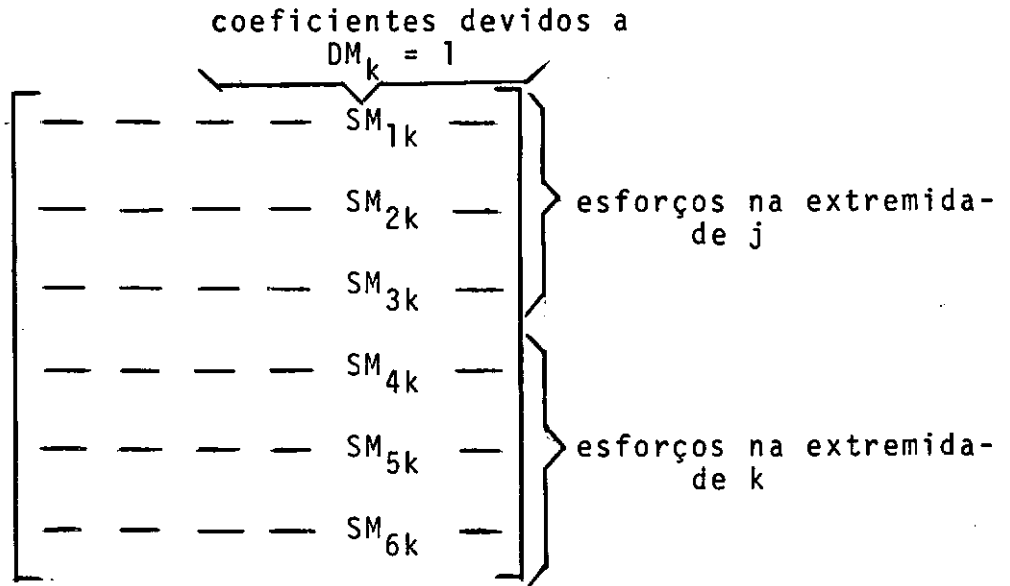 coeficientes devidos a
DM_k = 1
— — — — SM_1k —
— — — — SM_2k —
esforços na extremida-
de j
— — — — SM_3k —
— — — — SM_4k —
— — — — SM_5k —
esforços na extremida-
de k
— — — — SM_6k —